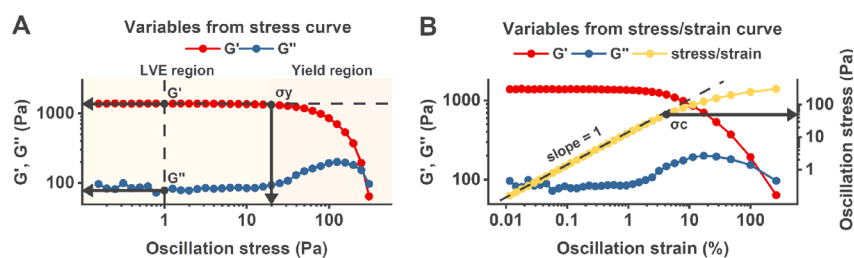 A
Variables from stress curve
G' G''
LVE region Yield region
G'
σy
G''
1000
100
G', G'' (Pa)
1 10 100
Oscillation stress (Pa)
B
Variables from stress/strain curve
G' G'' stress/strain
slope = 1
σc
1000
100
G', G'' (Pa)
100
10
1
Oscillation stress (Pa)
0.01 0.1 1 10 100
Oscillation strain (%)